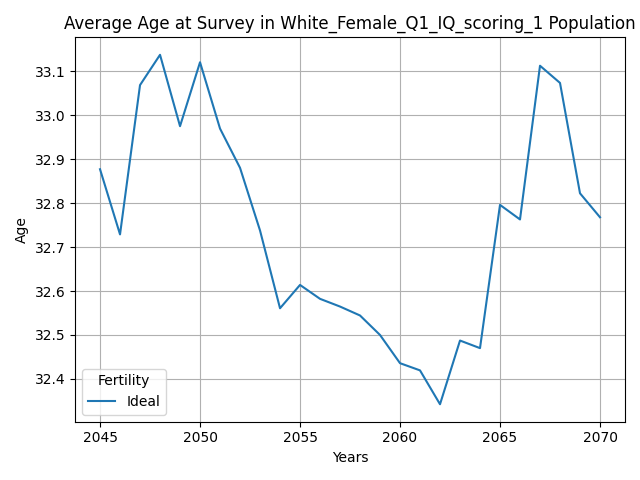 Average Age at Survey in White_Female_Q1_IQ_scoring_1 Population
Age
33.1
33.0
32.9
32.8
32.7
32.6
32.5
32.4
Fertility
Ideal
2045 2050 2055 2060 2065 2070
Years